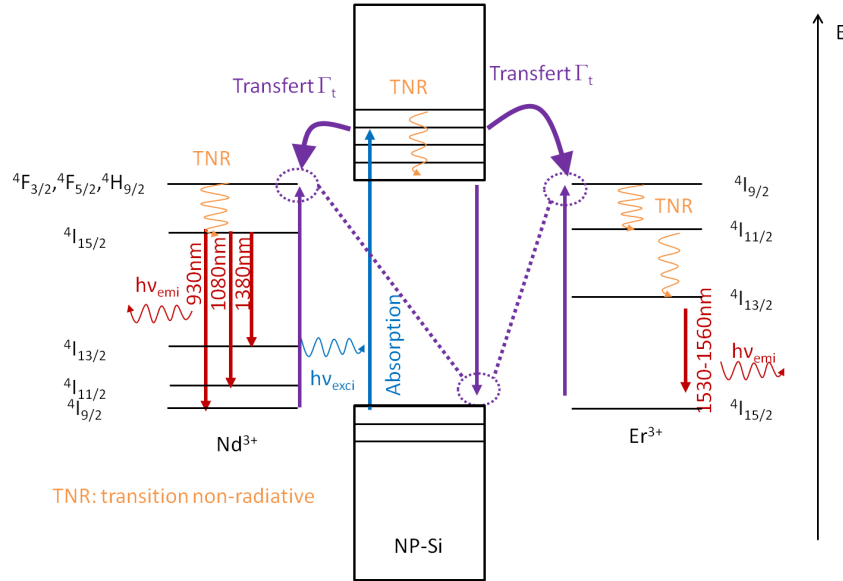 E
Transfert Γt
TNR
Transfert Γt
TNR
⁴F₃/₂,⁴F₅/₂,⁴H₉/₂
⁴I₉/₂
TNR
⁴I₁₅/₂
⁴I₁₁/₂
930nm
1080nm
1380nm
hνemi
⁴I₁₃/₂
⁴I₁₃/₂
hνexci
Absorption
1530-1560nm
hνemi
⁴I₁₁/₂
⁴I₉/₂
⁴I₁₅/₂
Nd³⁺
Er³⁺
TNR: transition non-radiative
NP-Si